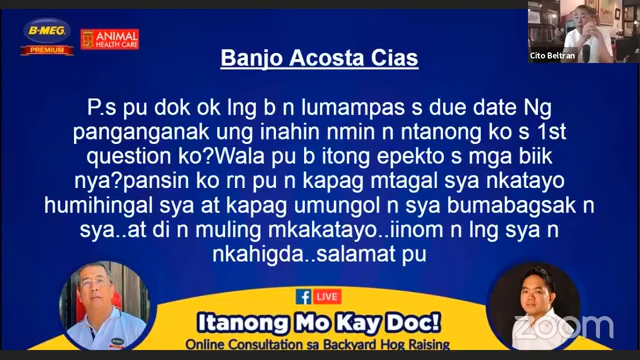 B-MEG
PREMIUM
ANIMAL
HEALTH CARE
Cito Beltran
Banjo Acosta Cias
P.s pu dok ok lng b n lumampas s due date Ng
panganganak ung inahin nmin n ntanong ko s 1st
question ko?Wala pu b itong epekto s mga biik
nya?pansin ko rn pu n kapag mtagal sya nkatayo
humihingal sya at kapag umungol n sya bumabagsak n
sya..at di n muling mkakatayo..iinom n lng sya n
nkahigda..salamat pu
LIVE
Itanong Mo Kay Doc!
Online Consultation sa Backyard Hog Raising
zoom